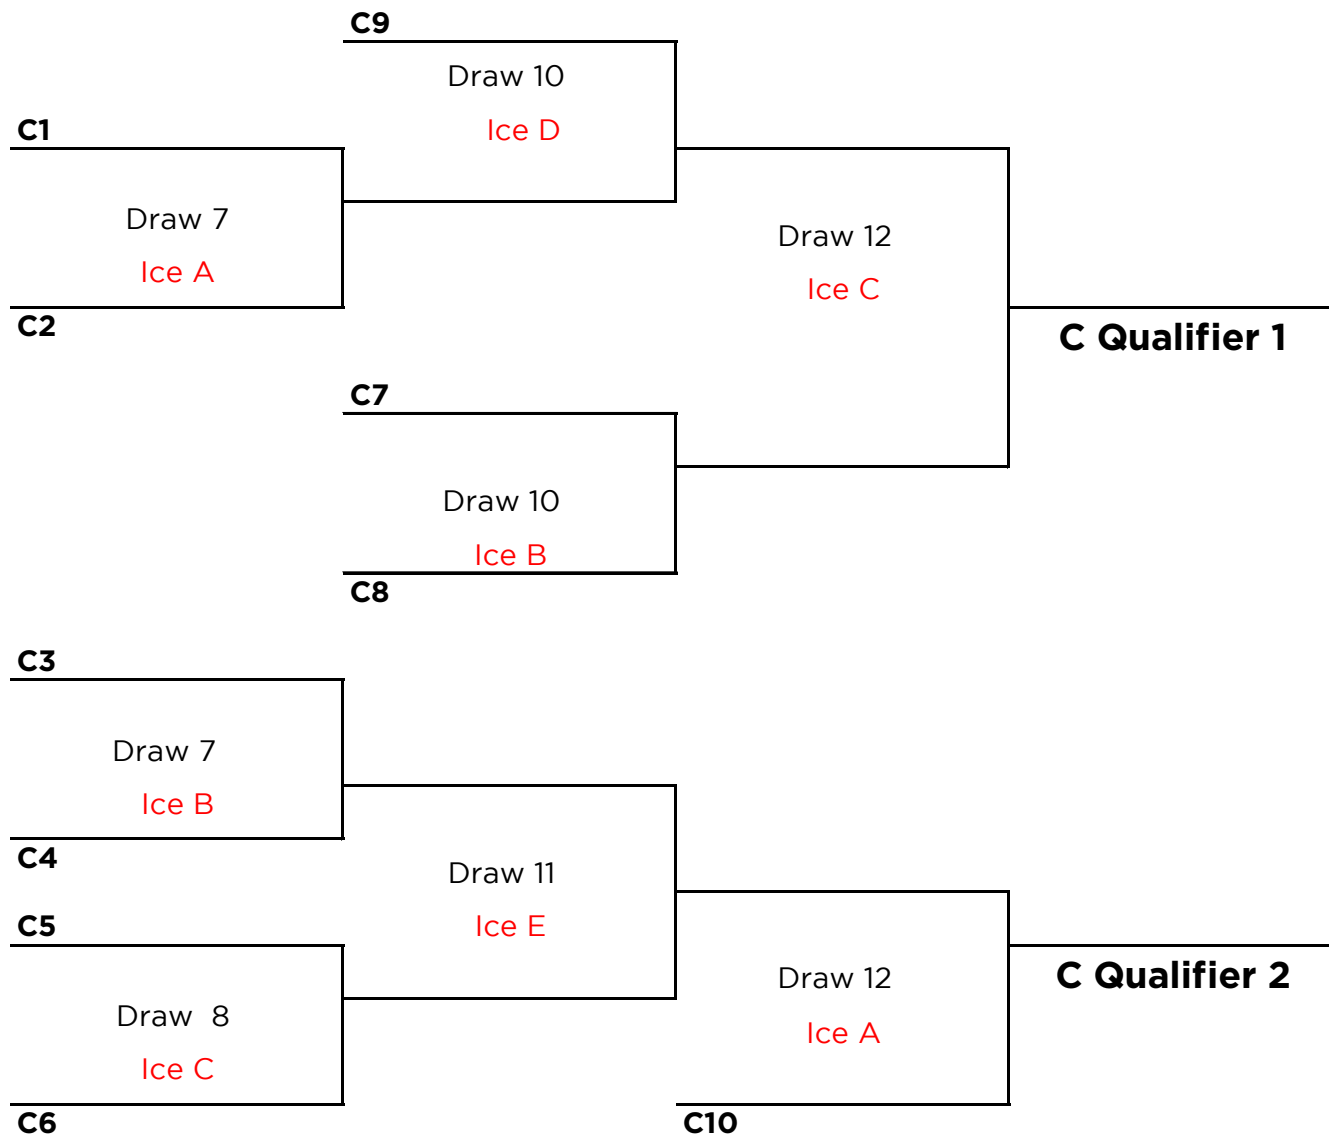 C9
Draw 10
Ice D
C1
Draw 7
Ice A
C2
Draw 12
Ice C
C Qualifier 1
C7
Draw 10
Ice B
C8
C3
Draw 7
Ice B
C4
Draw 11
Ice E
C5
Draw 8
Ice C
C6
Draw 12
Ice A
C10
C Qualifier 2